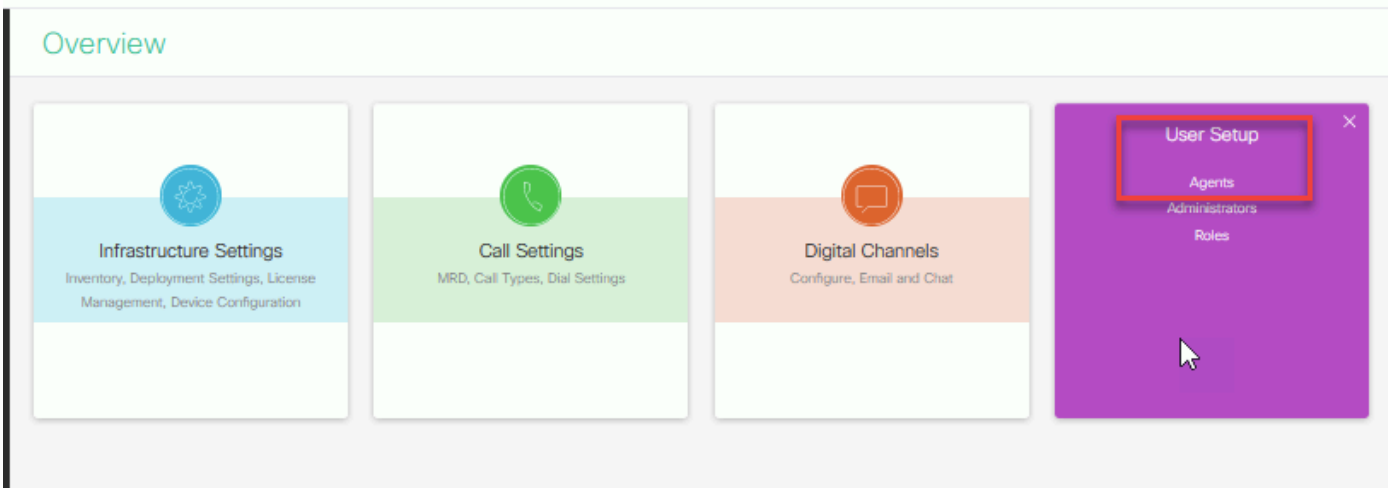 Overview
Infrastructure Settings
Inventory, Deployment Settings, License
Management, Device Configuration
Call Settings
MRD, Call Types, Dial Settings
Digital Channels
Configure, Email and Chat
User Setup
Agents
Administrators
Roles